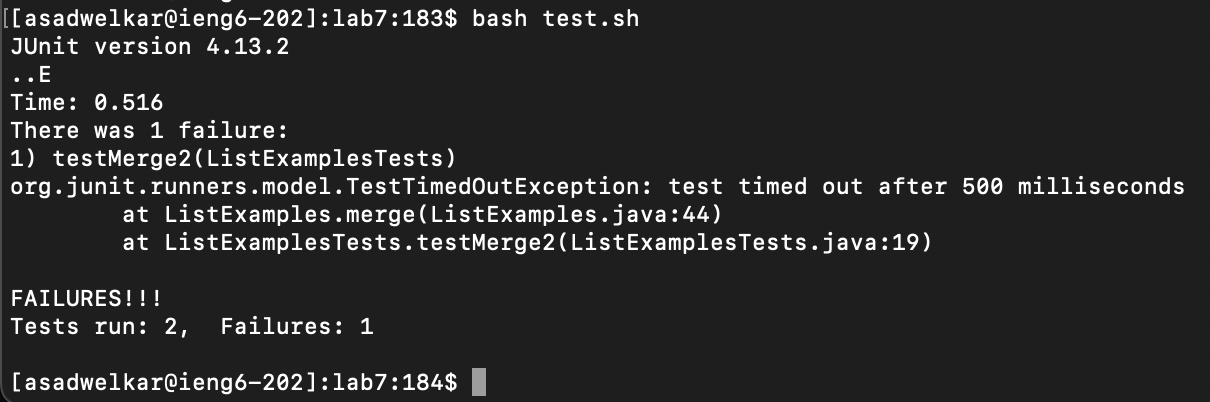 [[asadwelkar@ieng6-202]:lab7:183$ bash test.sh
JUnit version 4.13.2
..E
Time: 0.516
There was 1 failure:
1) testMerge2(ListExamplesTests)
org.junit.runners.model.TestTimedOutException: test timed out after 500 milliseconds
        at ListExamples.merge(ListExamples.java:44)
        at ListExamplesTests.testMerge2(ListExamplesTests.java:19)

FAILURES!!!
Tests run: 2,  Failures: 1

[asadwelkar@ieng6-202]:lab7:184$